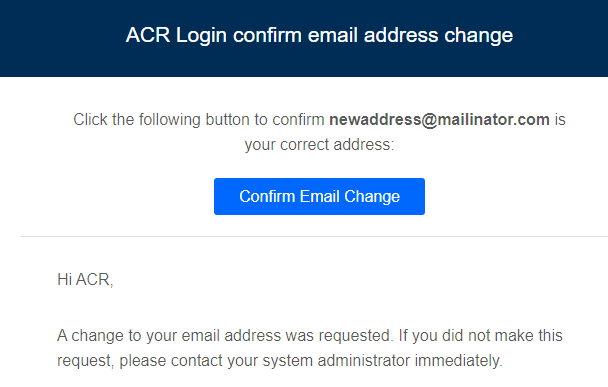 ACR Login confirm email address change
Click the following button to confirm newaddress@mailinator.com is
your correct address:
Confirm Email Change
Hi ACR,
A change to your email address was requested. If you did not make this
request, please contact your system administrator immediately.